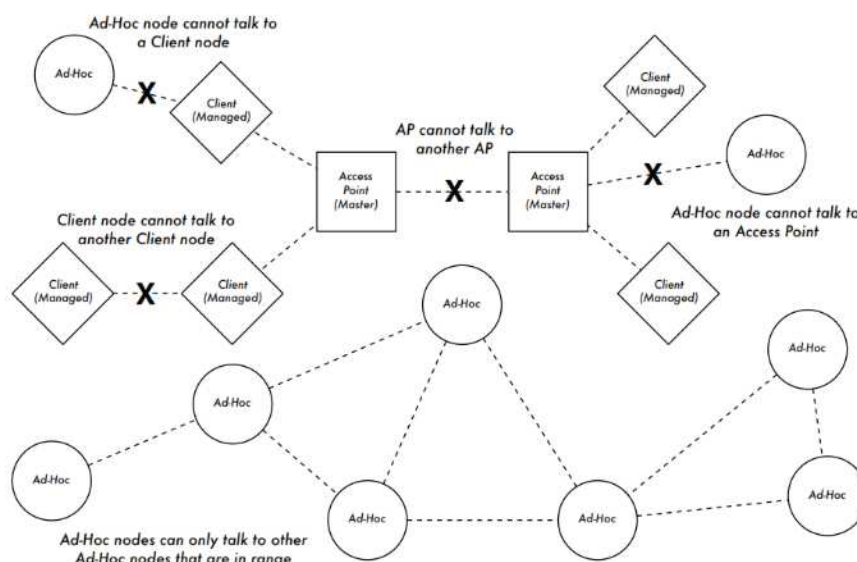 Ad-Hoc node cannot talk to
a Client node
Ad-Hoc
X
Client
(Managed)
Client
(Managed)
AP cannot talk to
another AP
Ad-Hoc
Access
Point
(Master)
X
Access
Point
(Master)
X
Client node cannot talk to
another Client node
Ad-Hoc node cannot talk to
an Access Point
Client
(Managed)
X
Client
(Managed)
Client
(Managed)
Ad-Hoc
Ad-Hoc
Ad-Hoc
Ad-Hoc
Ad-Hoc
Ad-Hoc
Ad-Hoc
Ad-Hoc nodes can only talk to other
Ad-Hoc nodes that are in range